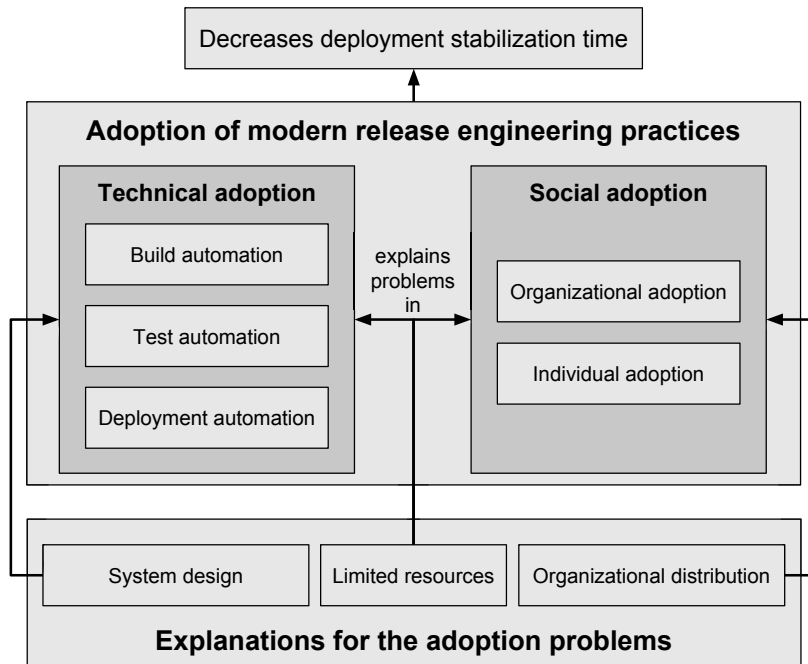 Decreases deployment stabilization time
Adoption of modern release engineering practices
Technical adoption
Build automation
Test automation
Deployment automation
explains
problems
in
Social adoption
Organizational adoption
Individual adoption
System design
Limited resources
Organizational distribution
Explanations for the adoption problems